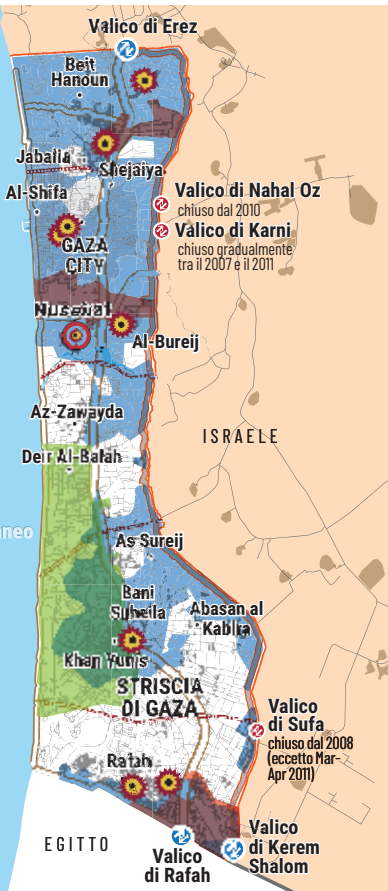 Valico di Erez
Beit
Hanoun
Jabalia
Shejaiya
Al-Shifa
Valico di Nahal Oz
chiuso dal 2010
Valico di Karni
chiuso gradualmente
tra il 2007 e il 2011
GAZA
CITY
Nuseirat
Al-Bureij
Az-Zawayda
ISRAELE
Deir Al-Balah
neo
As Sureij
Bani
Suheila
Abasan al
Kabira
Khan Yunis
STRISCIA
DI GAZA
Valico
di Sufa
chiuso dal 2008
(eccetto Mar-
Apr 2011)
Rafah
EGITTO
Valico
di Rafah
Valico
di Kerem
Shalom